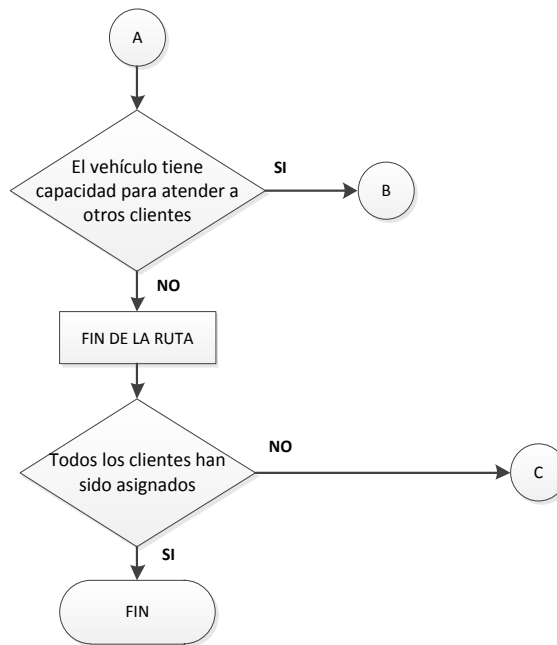 A
El vehículo tiene
capacidad para atender a
otros clientes
SI
B
NO
FIN DE LA RUTA
Todos los clientes han
sido asignados
NO
C
SI
FIN